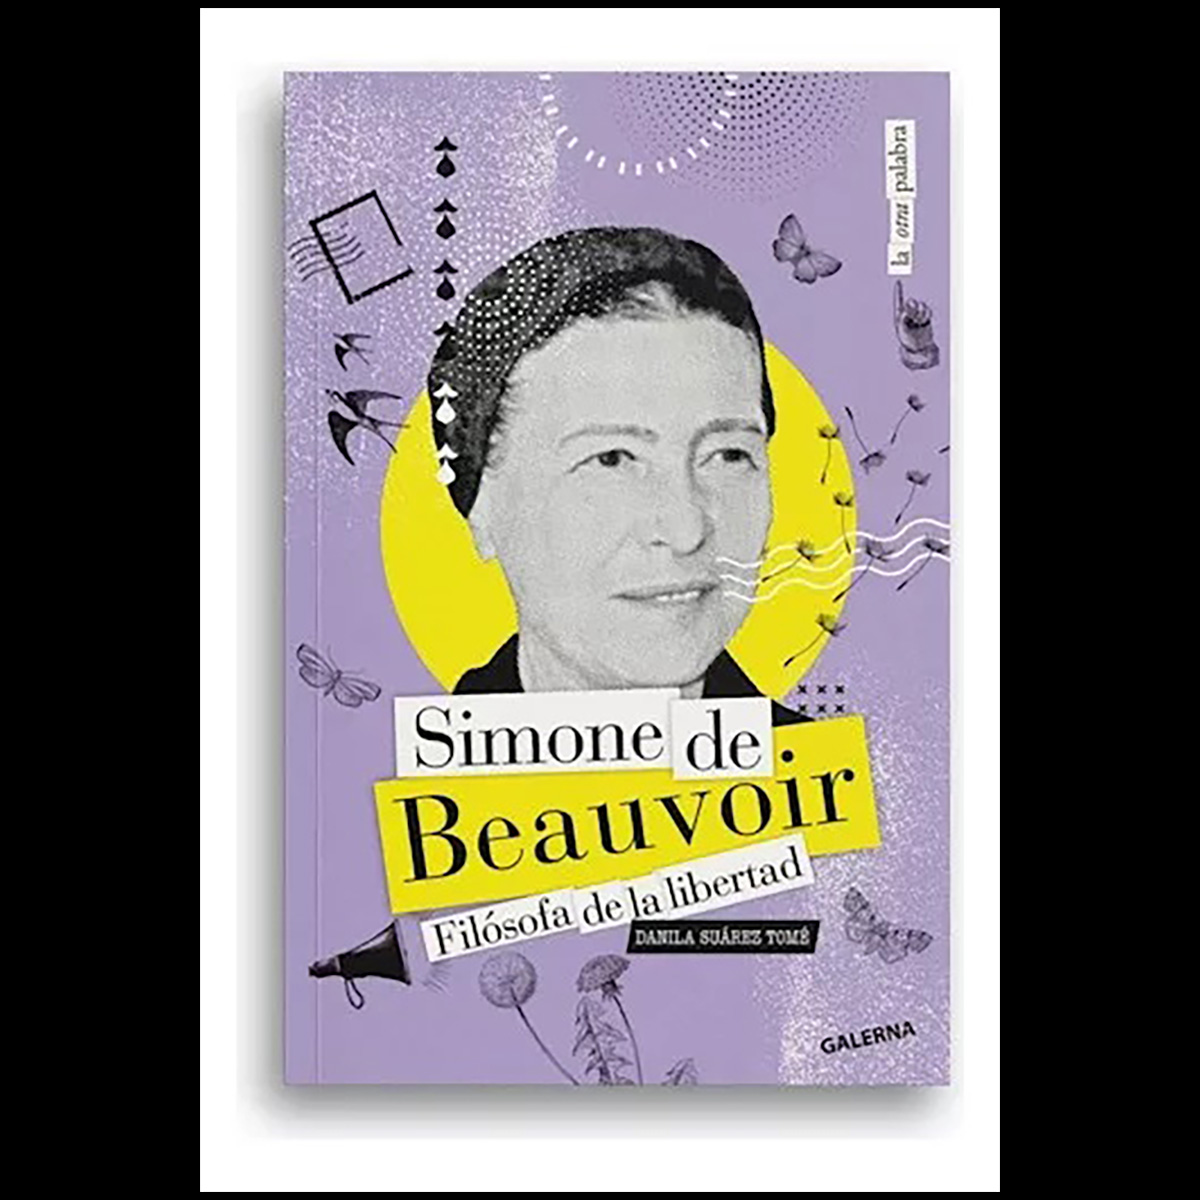 la otra palabra
Simone de
Beauvoir
Filósofa de la libertad
DANILA SUÁREZ TOMÉ
GALERNA